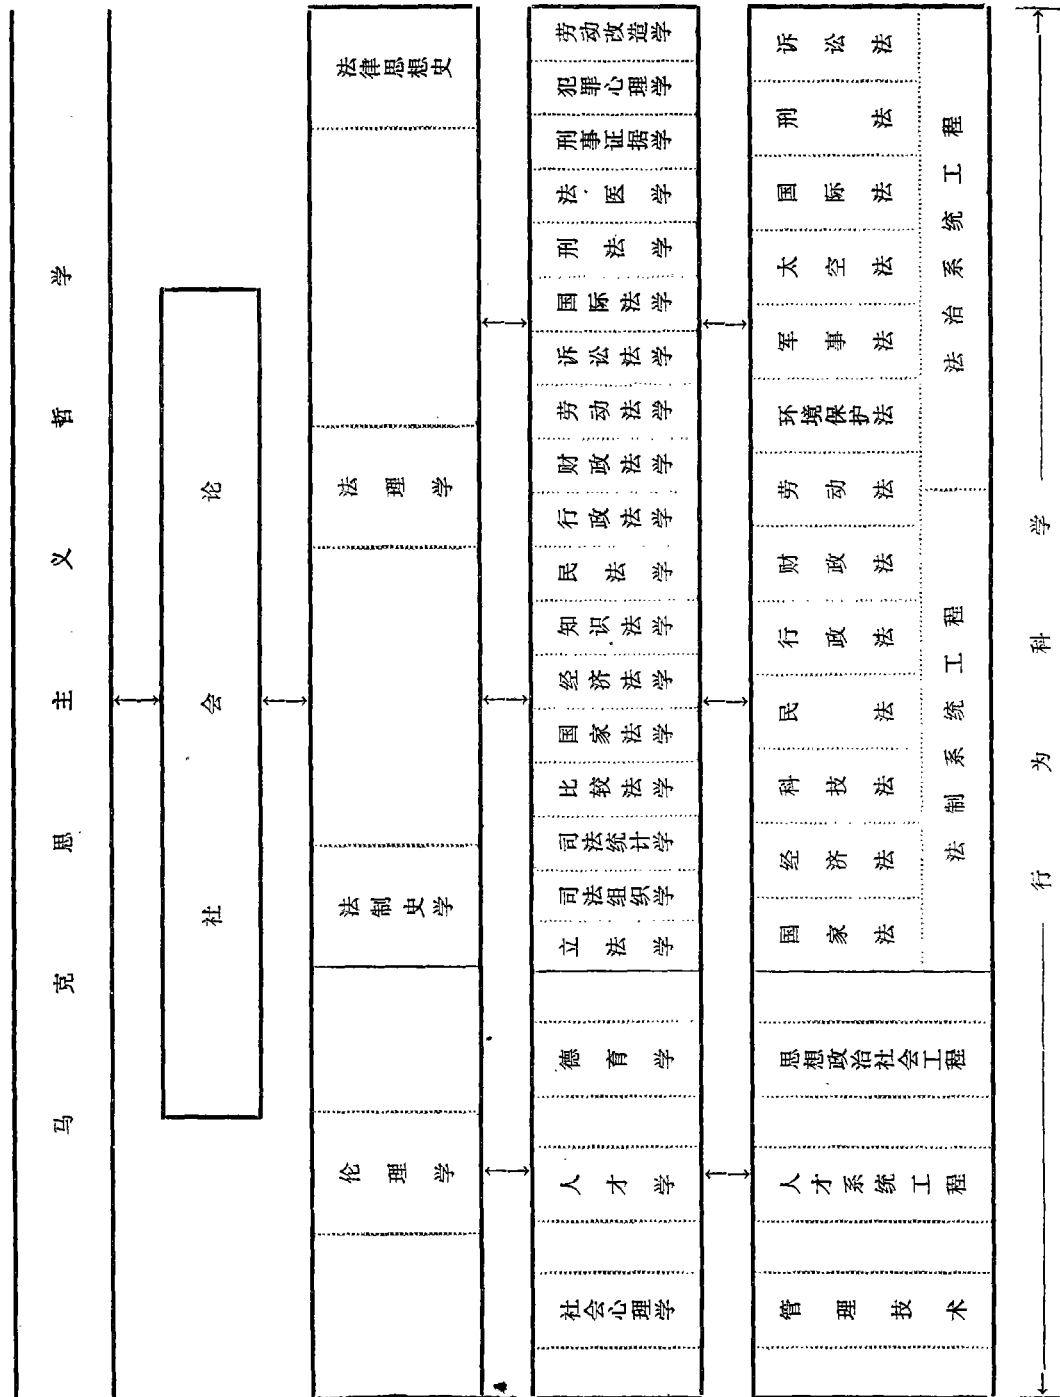 马克思主义哲学
社会论
法律思想史
法理学
法制史学
伦理学
劳动改造学
犯罪心理学
刑事证据学
法医学
刑法学
国际法学
诉讼法学
劳动法学
财政法学
行政法学
民法学
知识法学
经济法学
国家法学
比较法学
司法统计学
司法组织学
立法学
德育学
人才学
社会心理学
诉讼法
刑法
国际法
太空法
军事法
环境保护法
劳动法
财政法
行政法
民法
科技法
经济法
国家法
法治系统工程
法制系统工程
思想政治社会工程
人才系统工程
管理技术
行为科学